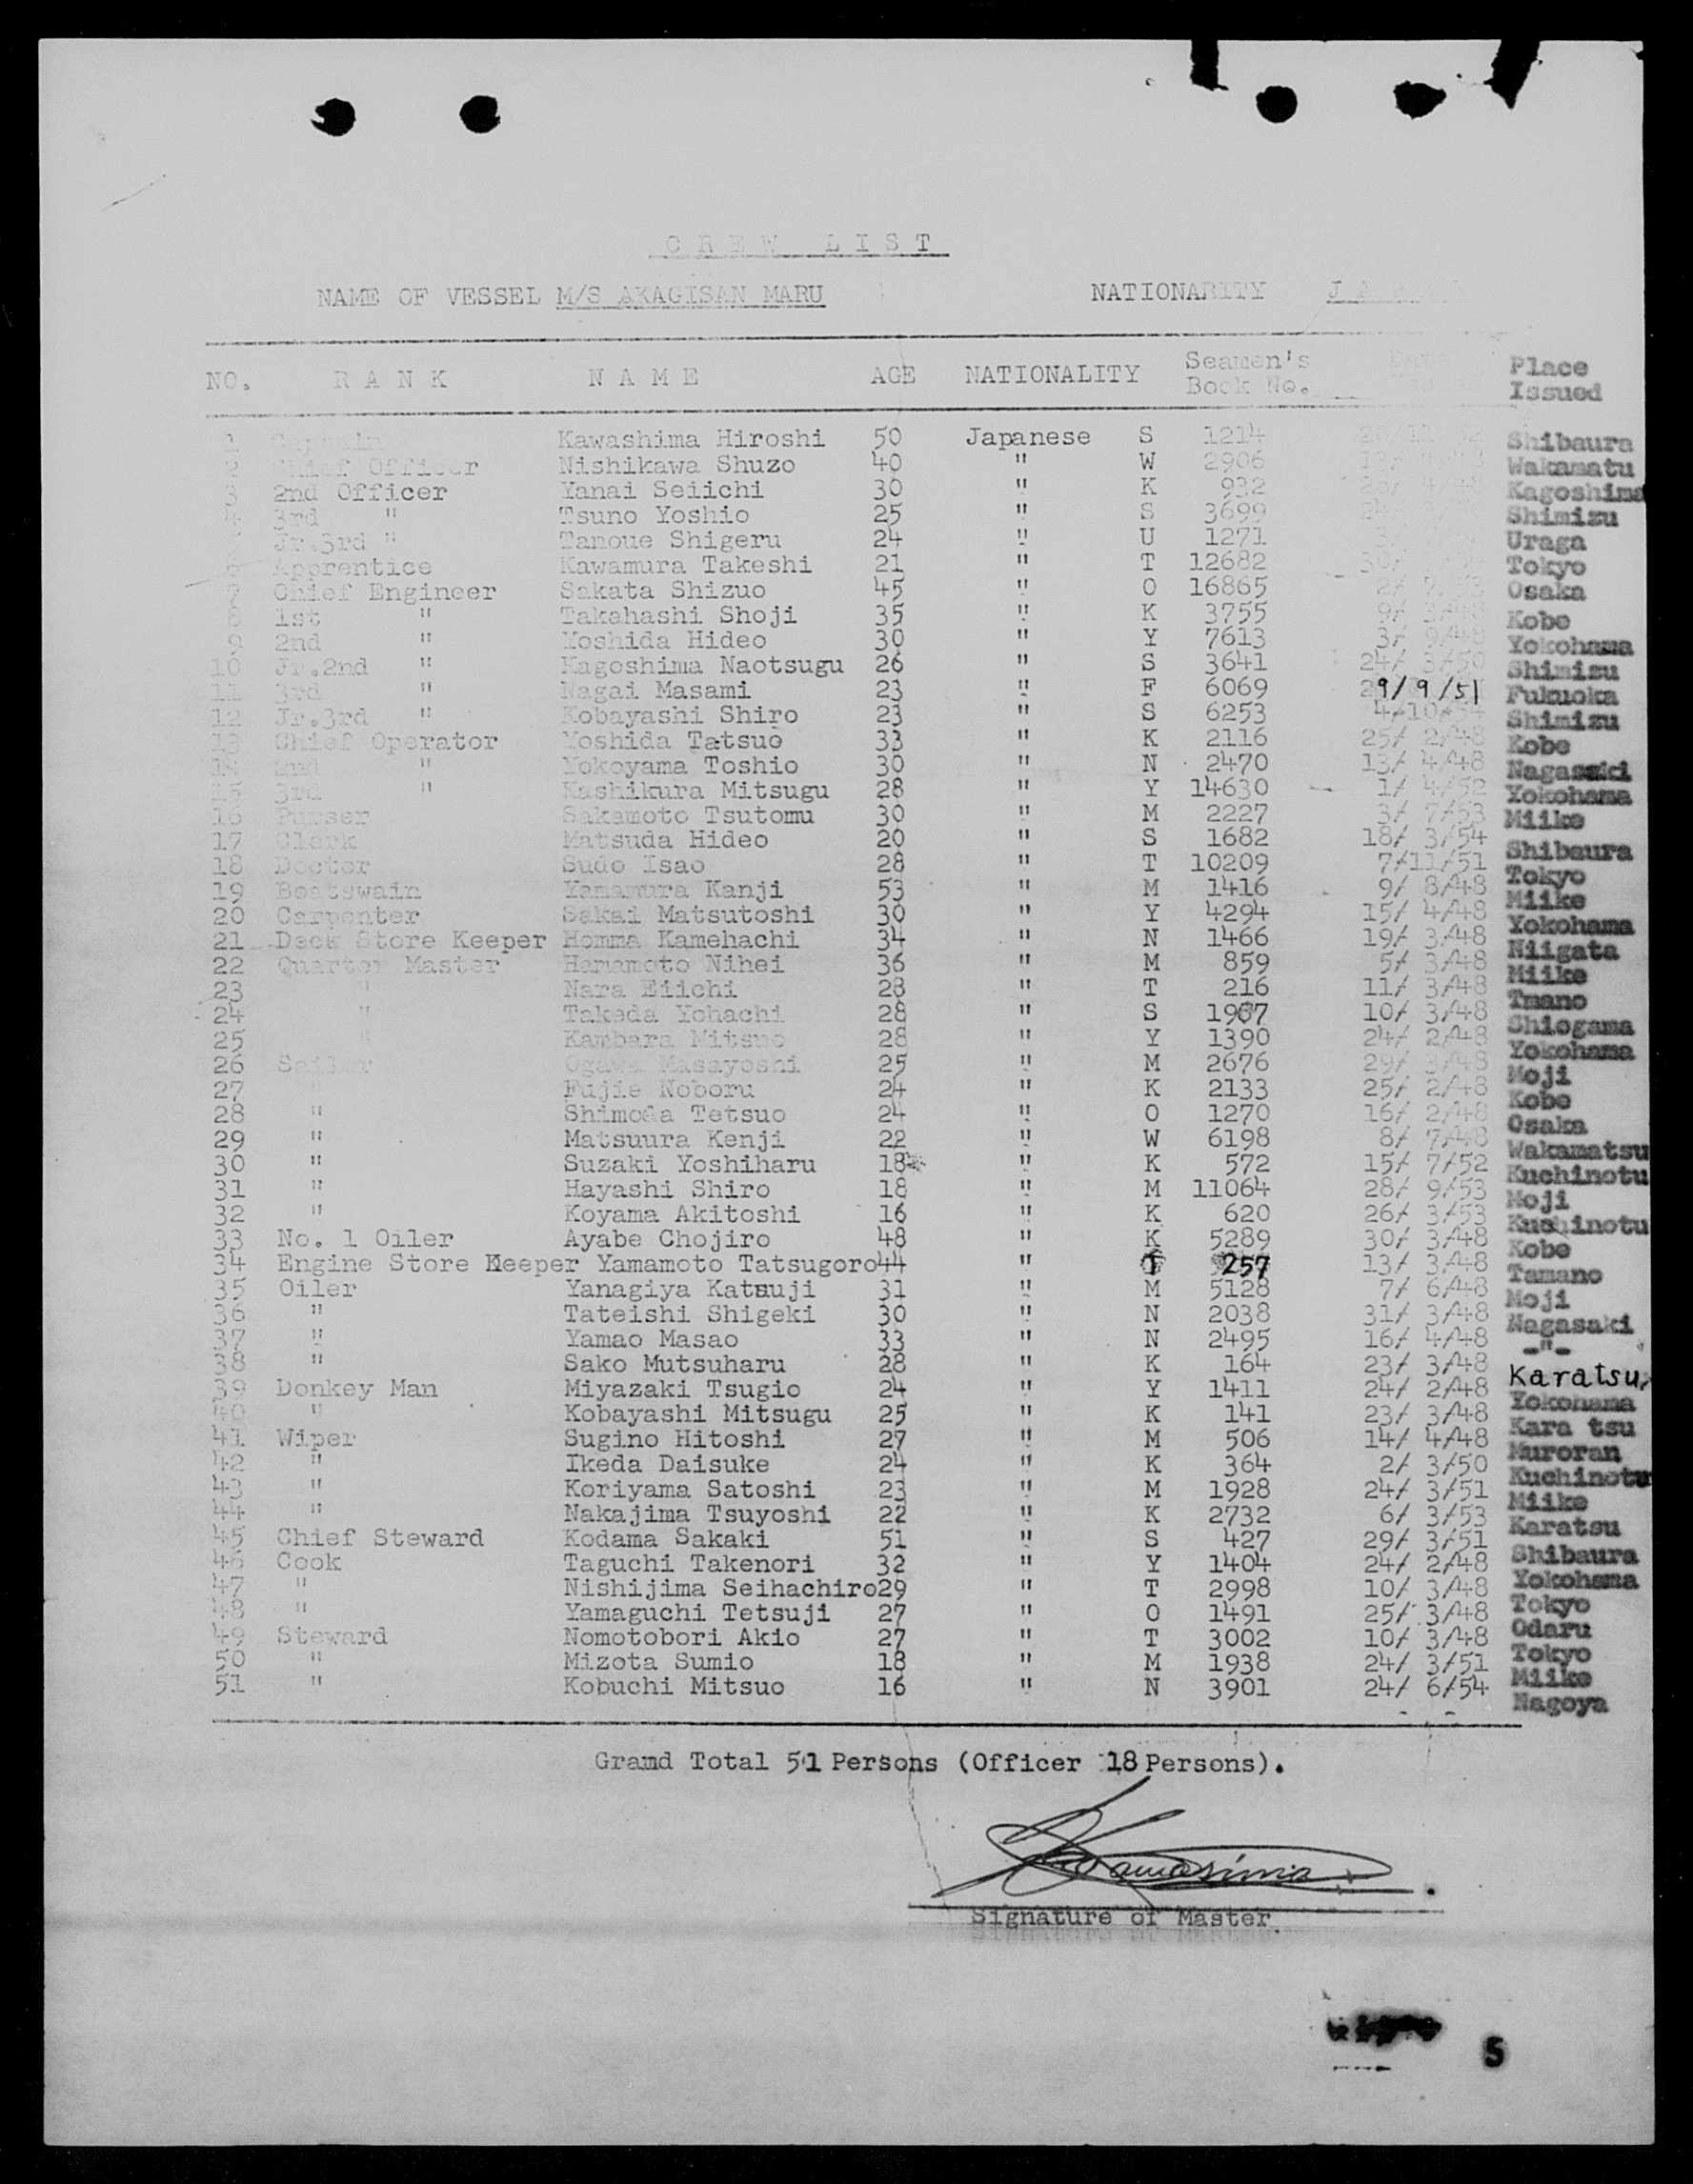 CREW LIST
NAME OF VESSEL M/S AKAGISAN MARU NATIONARITY
NO. RANK NAME AGE NATIONALITY Seamen's Book No. Place Issued
1 Kawashima Hiroshi 50 Japanese S 1214 Shibaura
Chief Officer Nishikawa Shuzo 40 " W 2906 Wakamatu
3 2nd Officer Yanai Seiichi 30 " K 932 Kagoshima
4 3rd " Tsuno Yoshio 25 " S 3699 Shimizu
Jr.3rd " Tanoue Shigeru 24 " U 1271 Uraga
6 Apprentice Kawamura Takeshi 21 " T 12682 Tokyo
7 Chief Engineer Sakata Shizuo 45 " O 16865 Osaka
8 1st " Takahashi Shoji 35 " K 3755 Kobe
9 2nd " Yoshida Hideo 30 " Y 7613 3/ 9/48 Yokohama
10 Jr.2nd " Kagoshima Naotsugu 26 " S 3641 24/ 3/50 Shimizu
11 3rd " Nagai Masami 23 " F 6069 29/9/51 Fukuoka
12 Jr.3rd " Kobayashi Shiro 23 " S 6253 4/10/54 Shimizu
13 Chief Operator Yoshida Tatsuo 33 " K 2116 25/ 2/48 Kobe
14 2nd " Yokoyama Toshio 30 " N 2470 13/ 4/48 Nagasaki
15 3rd " Kashikura Mitsugu 28 " Y 14630 1/ 4/52 Yokohama
16 Purser Sakamoto Tsutomu 30 " M 2227 3/ 7/53 Miike
17 Clerk Matsuda Hideo 20 " S 1682 18/ 3/54 Shibaura
18 Doctor Sudo Isao 28 " T 10209 7/11/51 Tokyo
19 Boatswain Yamamura Kanji 53 " M 1416 9/ 8/48 Miike
20 Carpenter Sakai Matsutoshi 30 " Y 4294 15/ 4/48 Yokohama
21 Deck Store Keeper Homma Kamehachi 34 " N 1466 19/ 3/48 Niigata
22 Quarter Master Hamamoto Nihei 36 " M 859 5/ 3/48 Miike
23 " Nara Eiichi 28 " T 216 11/ 3/48 Tmano
24 " Takeda Yohachi 28 " S 1967 10/ 3/48 Shiogama
25 " Kambara Mitsuo 28 " Y 1390 24/ 2/48 Yokohama
26 Sailor Ogawa Masayoshi 25 " M 2676 29/ 3/48 Moji
27 Fujie Noboru 24 " K 2133 25/ 2/48 Kobe
28 " Shimoda Tetsuo 24 " O 1270 16/ 2/48 Osaka
29 " Matsuura Kenji 22 " W 6198 8/ 7/48 Wakamatsu
30 " Suzaki Yoshiharu 18 " K 572 15/ 7/52 Kuchinotu
31 " Hayashi Shiro 18 " M 11064 28/ 9/53 Moji
32 " Koyama Akitoshi 16 " K 620 26/ 3/53 Kuchinotu
33 No. 1 Oiler Ayabe Chojiro 48 " K 5289 30/ 3/48 Kobe
34 Engine Store Keeper Yamamoto Tatsugoro 44 " T 257 13/ 3/48 Tamano
35 Oiler Yanagiya Katsuji 31 " M 5128 7/ 6/48 Moji
36 " Tateishi Shigeki 30 " N 2038 31/ 3/48 Nagasaki
37 " Yamao Masao 33 " N 2495 16/ 4/48 -"-
38 " Sako Mutsuharu 28 " K 164 23/ 3/48 Karatsu,
39 Donkey Man Miyazaki Tsugio 24 " Y 1411 24/ 2/48 Yokohama
40 " Kobayashi Mitsugu 25 " K 141 23/ 3/48 Kara tsu
41 Wiper Sugino Hitoshi 27 " M 506 14/ 4/48 Muroran
42 " Ikeda Daisuke 24 " K 364 2/ 3/50 Kuchinotu
43 " Koriyama Satoshi 23 " M 1928 24/ 3/51 Miike
44 " Nakajima Tsuyoshi 22 " K 2732 6/ 3/53 Karatsu
45 Chief Steward Kodama Sakaki 51 " S 427 29/ 3/51 Shibaura
46 Cook Taguchi Takenori 32 " Y 1404 24/ 2/48 Yokohama
47 " Nishijima Seihachiro 29 " T 2998 10/ 3/48 Tokyo
48 " Yamaguchi Tetsuji 27 " O 1491 25/ 3/48 Odaru
49 Steward Nomotobori Akio 27 " T 3002 10/ 3/48 Tokyo
50 " Mizota Sumio 18 " M 1938 24/ 3/51 Miike
51 " Kobuchi Mitsuo 16 " N 3901 24/ 6/54 Nagoya
Grand Total 51 Persons (Officer 18 Persons).
Signature of Master.
5